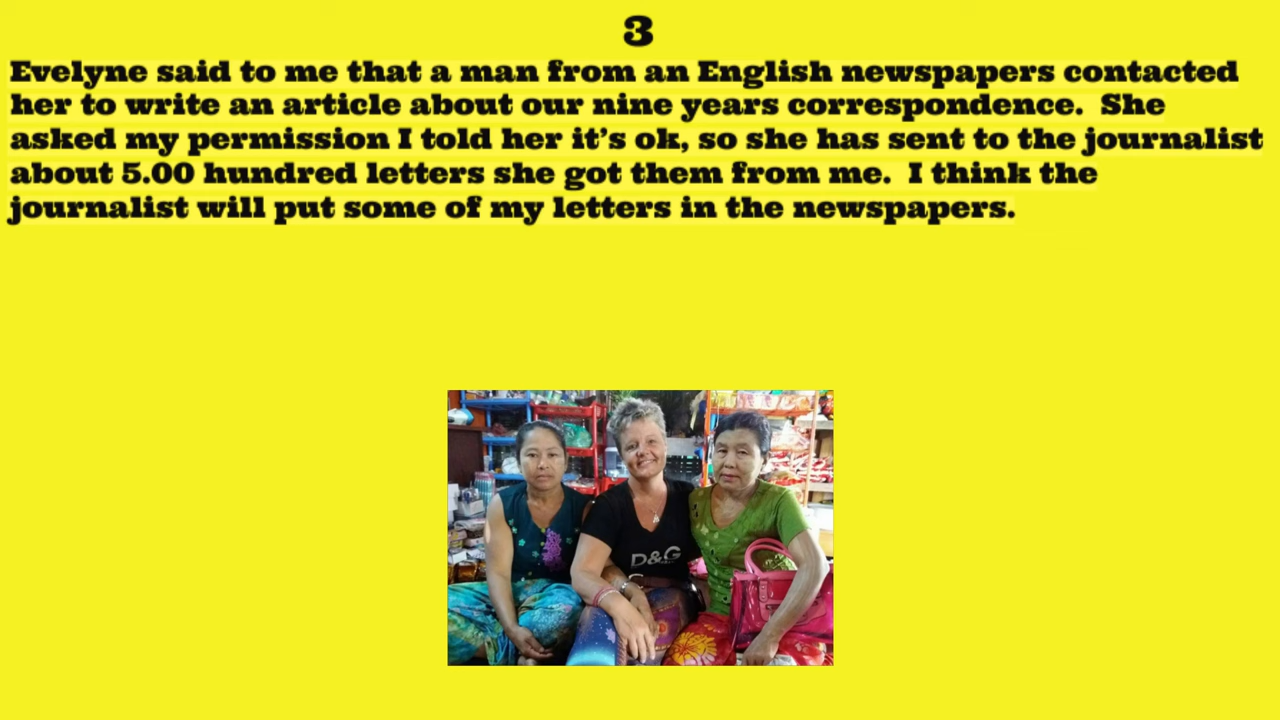 3
Evelyne said to me that a man from an English newspapers contacted
her to write an article about our nine years correspondence.  She
asked my permission I told her it's ok, so she has sent to the journalist
about 5.00 hundred letters she got them from me.  I think the
journalist will put some of my letters in the newspapers.
D&G